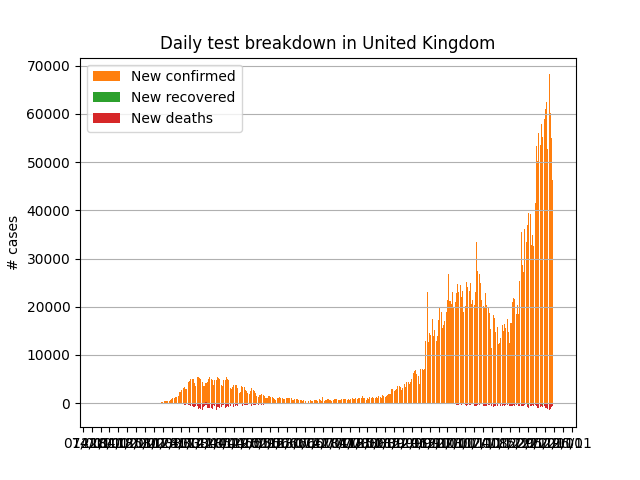 Daily test breakdown in United Kingdom
70000
60000
50000
40000
30000
20000
10000
0
# cases
New confirmed
New recovered
New deaths